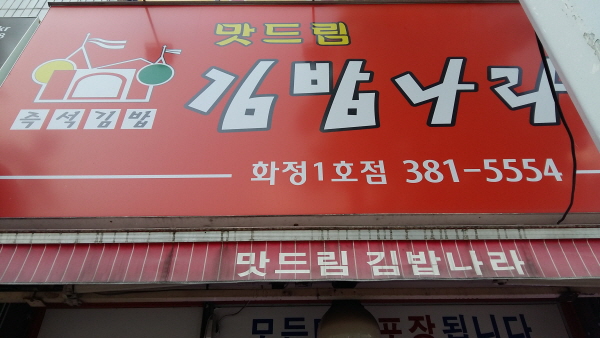 맛드림
김밥나라
즉석김밥
화정1호점 381-5554
맛드림 김밥나라
포장됩니다